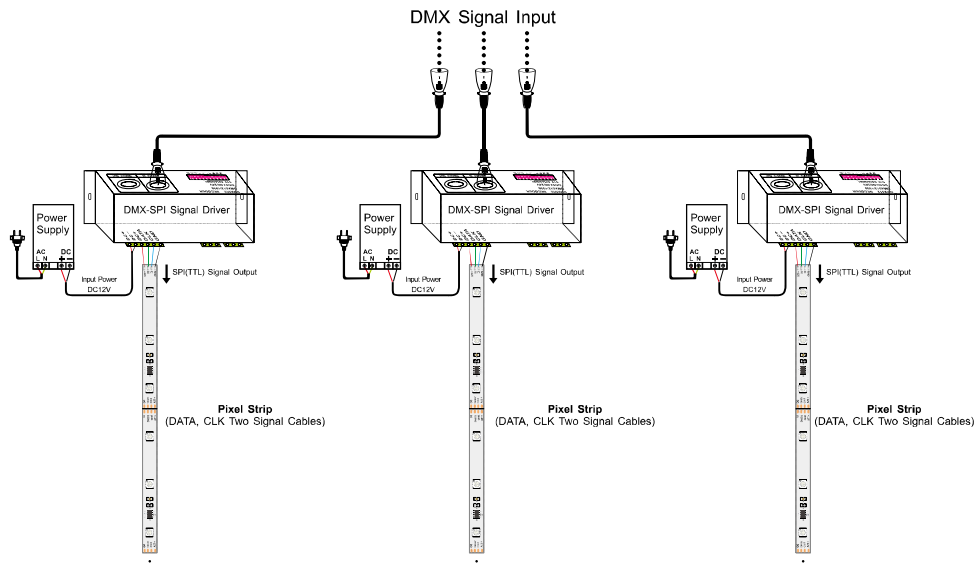 DMX Signal Input
DMX-SPI Signal Driver
DMX-SPI Signal Driver
DMX-SPI Signal Driver
Power
Supply
AC DC
L N
Power
Supply
AC DC
L N
Power
Supply
AC DC
L N
Input Power
DC12V
SPI(TTL) Signal Output
Input Power
DC12V
SPI(TTL) Signal Output
Input Power
DC12V
SPI(TTL) Signal Output
Pixel Strip
(DATA, CLK Two Signal Cables)
Pixel Strip
(DATA, CLK Two Signal Cables)
Pixel Strip
(DATA, CLK Two Signal Cables)